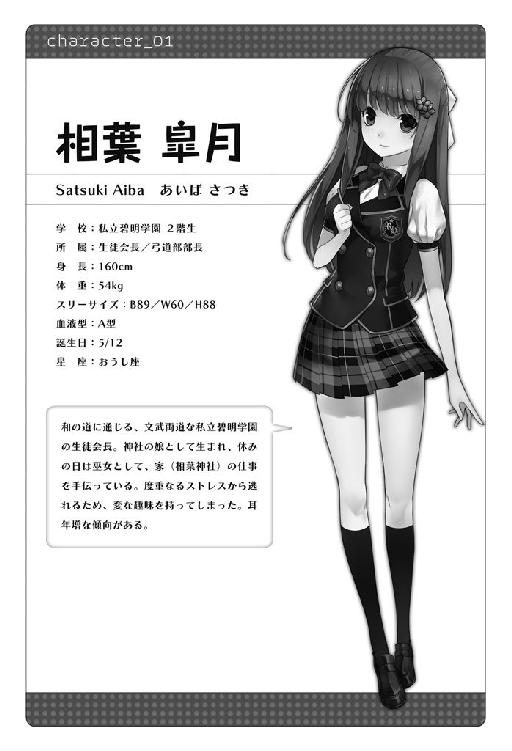 character_01
相葉 皐月
Satsuki Aiba　あいば さつき
学　校：私立碧明学園 2階生
所　属：生徒会長／弓道部部長
身　長：160cm
体　重：54kg
スリーサイズ：B89／W60／H88
血液型：A型
誕生日：5/12
星　座：おうし座
和の道に通じる、文武両道な私立碧明学園
の生徒会長。神社の娘として生まれ、休み
の日は巫女として、家（相葉神社）の仕事
を手伝っている。度重なるストレスから逃
れるため、変な趣味を持ってしまった。耳
年増な傾向がある。